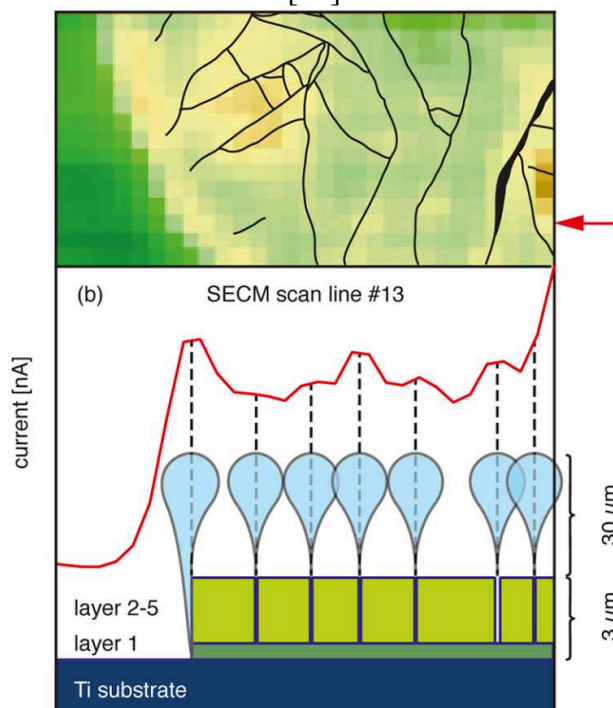 (b) SECM scan line #13
current [nA]
30 µm
layer 2-5
layer 1
3 µm
Ti substrate